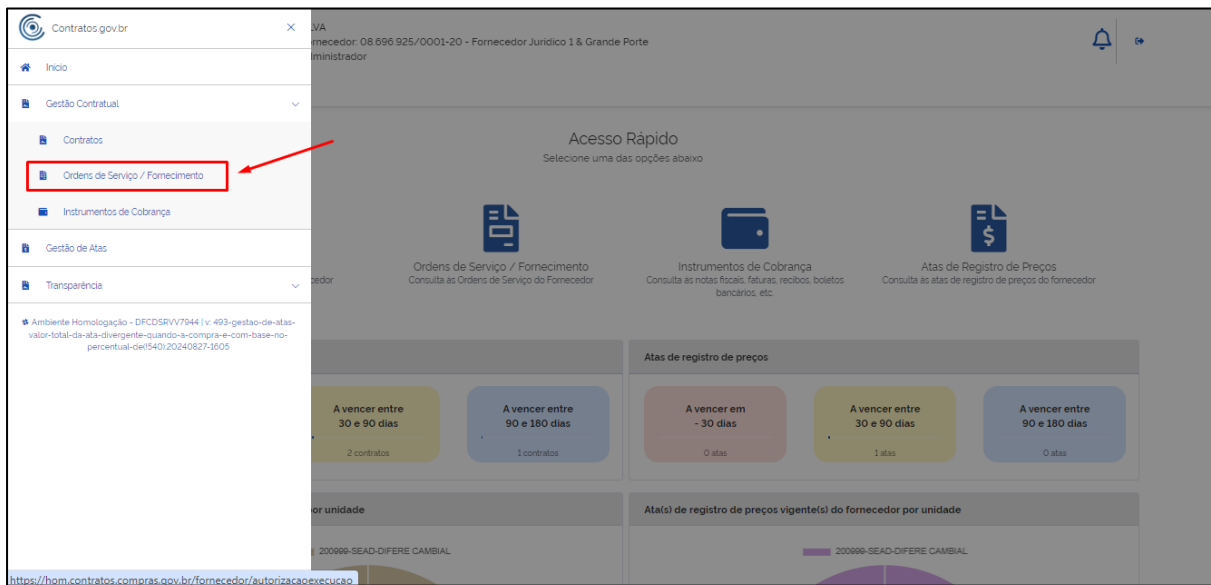 Contratos.gov.br
Início
Gestão Contratual
Contratos
Ordens de Serviço / Fornecimento
Instrumentos de Cobrança
Gestão de Atas
Transparência
Ambiente Homologação - DFCDSRVV7944 | v: 493-gestao-de-atas-
valor-total-da-ata-divergente-quando-a-compra-e-com-base-no-
percentual-de(!540):20240827-1605
https://hom.contratos.compras.gov.br/fornecedor/autorizacaoexecucao
VA
rnecedor: 08.696.925/0001-20 - Fornecedor Juridico 1 & Grande Porte
lministrador
Acesso Rápido
Selecione uma das opções abaixo
cedor
Ordens de Serviço / Fornecimento
Consulta às Ordens de Serviço do Fornecedor
Instrumentos de Cobrança
Consulta às notas fiscais, faturas, recibos, boletos
bancários, etc.
Atas de Registro de Preços
Consulta às atas de registro de preços do fornecedor
A vencer entre
30 e 90 dias
2 contratos
A vencer entre
90 e 180 dias
1 contratos
Atas de registro de preços
A vencer em
- 30 dias
0 atas
A vencer entre
30 e 90 dias
1 atas
A vencer entre
90 e 180 dias
0 atas
or unidade
200999-SEAD-DIFERE CAMBIAL
Ata(s) de registro de preços vigente(s) do fornecedor por unidade
200999-SEAD-DIFERE CAMBIAL